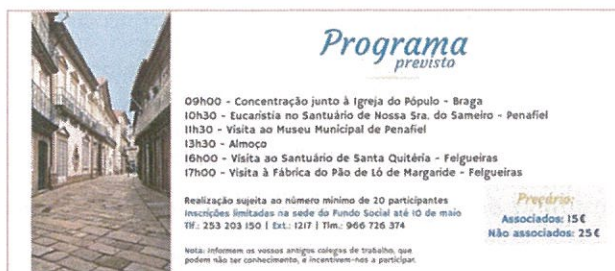 Programa
previsto
09h00 - Concentração junto à Igreja do Pópulo - Braga
10h30 - Eucaristia no Santuário de Nossa Sra. do Sameiro - Penafiel
11h30 - Visita ao Museu Municipal de Penafiel
13h30 - Almoço
16h00 - Visita ao Santuário de Santa Quitéria - Felgueiras
17h00 - Visita à Fábrica do Pão de Ló de Margaride - Felgueiras
Realização sujeita ao número mínimo de 20 participantes
Inscrições limitadas na sede do Fundo Social até 10 de maio
Tlf.: 253 203 150 | Ext.: 1217 | Tlm.: 966 726 374
Preçário:
Associados: 15€
Não associados: 25€
Nota: Informem os vossos antigos colegas de trabalho, que
podem não ter conhecimento, e incentivem-nos a participar.